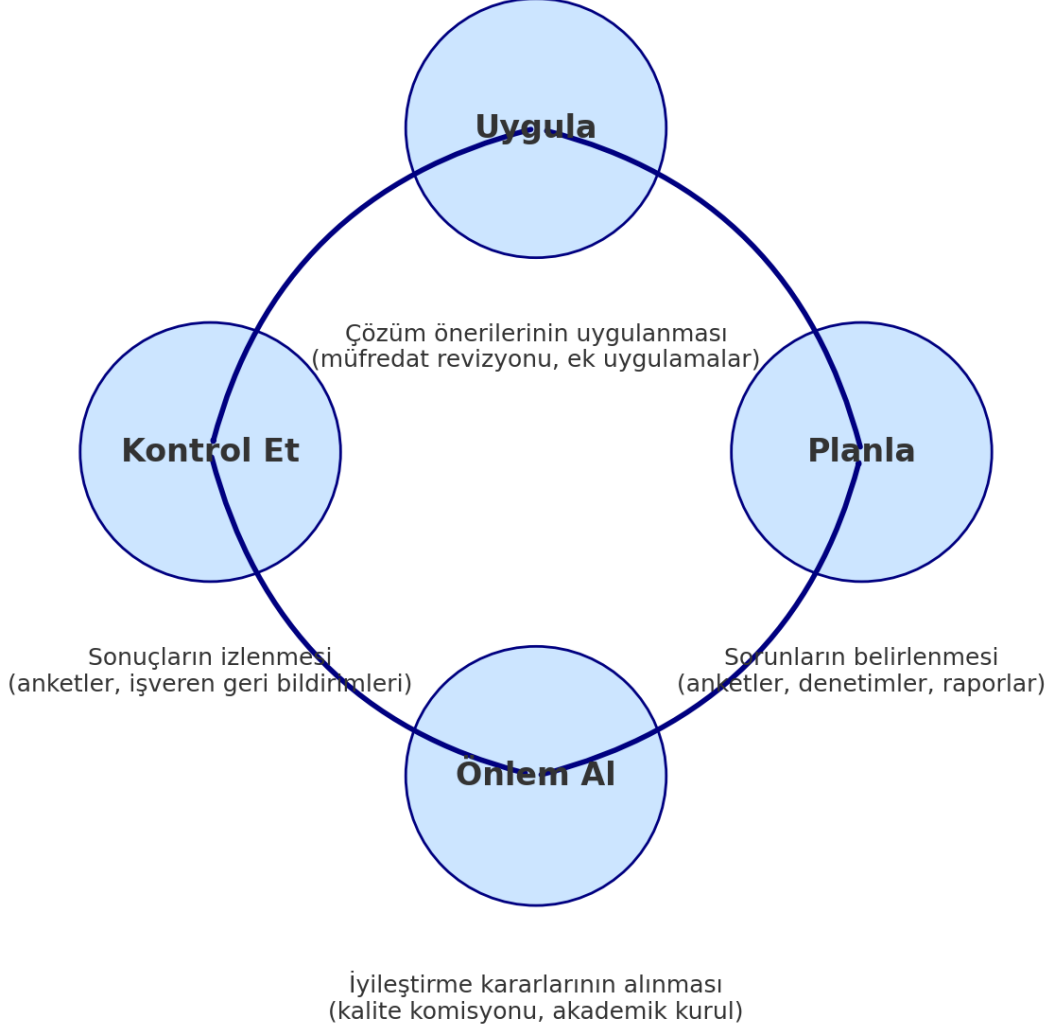 Uygula
Çözüm önerilerinin uygulanması
(müfredat revizyonu, ek uygulamalar)
Kontrol Et
Planla
Sonuçların izlenmesi
(anketler, işveren geri bildirimleri)
Sorunların belirlenmesi
(anketler, denetimler, raporlar)
Önlem Al
İyileştirme kararlarının alınması
(kalite komisyonu, akademik kurul)